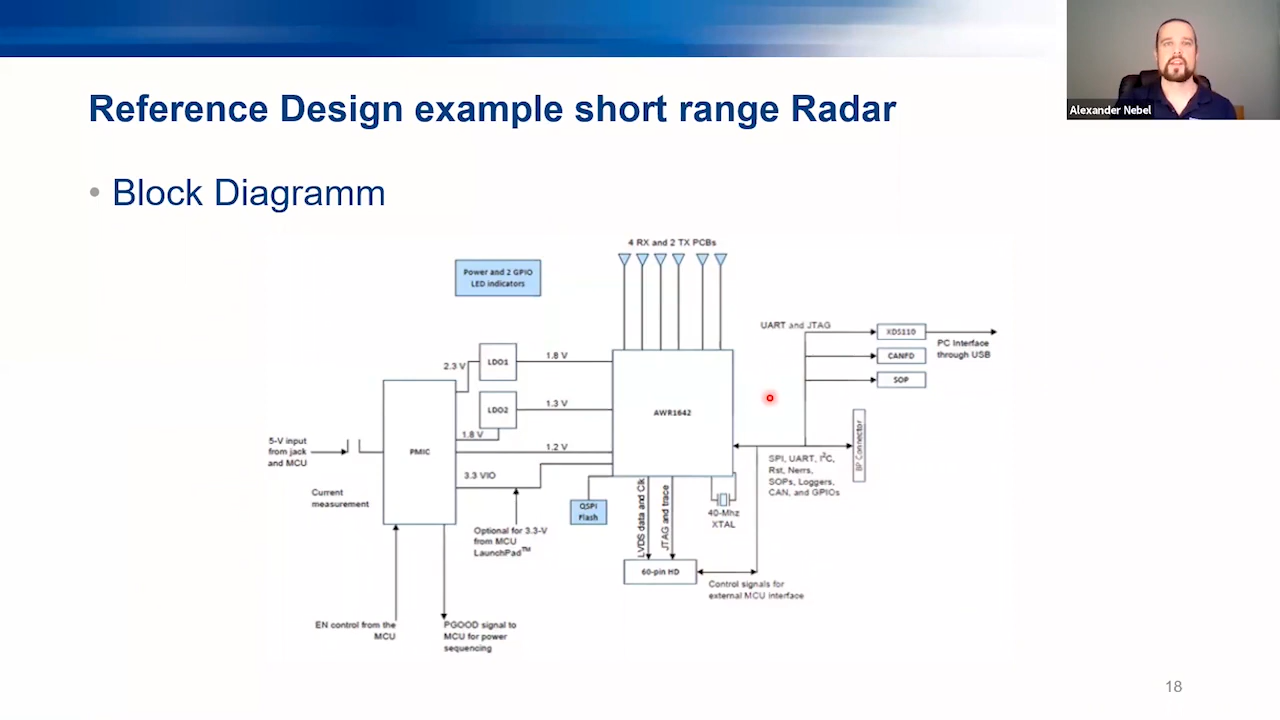 Alexander Nebel
Reference Design example short range Radar
• Block Diagramm
4 RX and 2 TX PCBs
Power and 2 GPIO
LED indicators
UART and JTAG
XDS110
PC Interface
through USB
CANFD
SOP
2.3 V
LDO1
1.8 V
LDO2
1.3 V
AWR1642
1.8 V
PMIC
1.2 V
5-V input
from jack
and MCU
3.3 VIO
Current
measurement
BP Connector
SPI, UART, I²C,
Rst, Nerrs,
SOPs, Loggers,
CAN, and GPIOs
QSPI
Flash
LVDS data and Clk
JTAG and trace
40-Mhz
XTAL
Optional for 3.3-V
from MCU
LaunchPad™
60-pin HD
Control signals for
external MCU interface
EN control from the
MCU
PGOOD signal to
MCU for power
sequencing
18